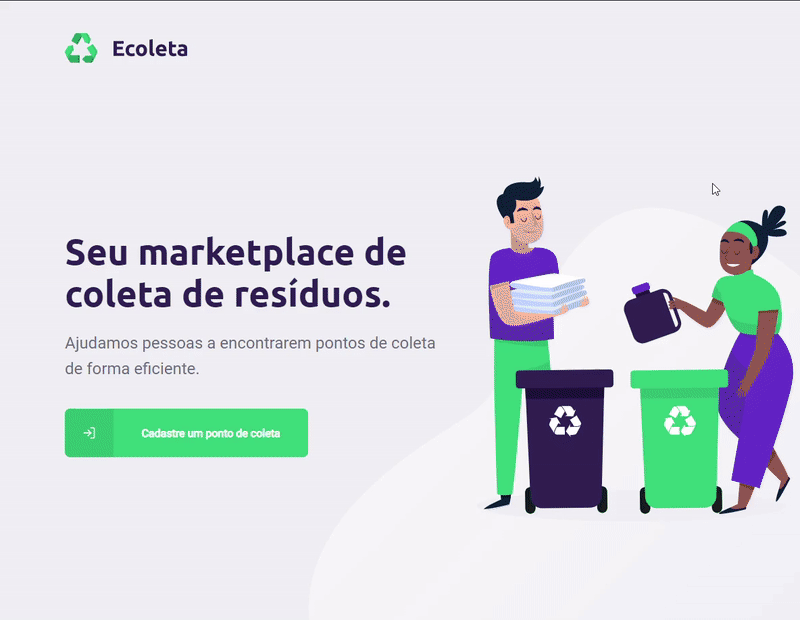 Ecoleta
Seu marketplace de
coleta de resíduos.
Ajudamos pessoas a encontrarem pontos de coleta
de forma eficiente.
Cadastre um ponto de coleta